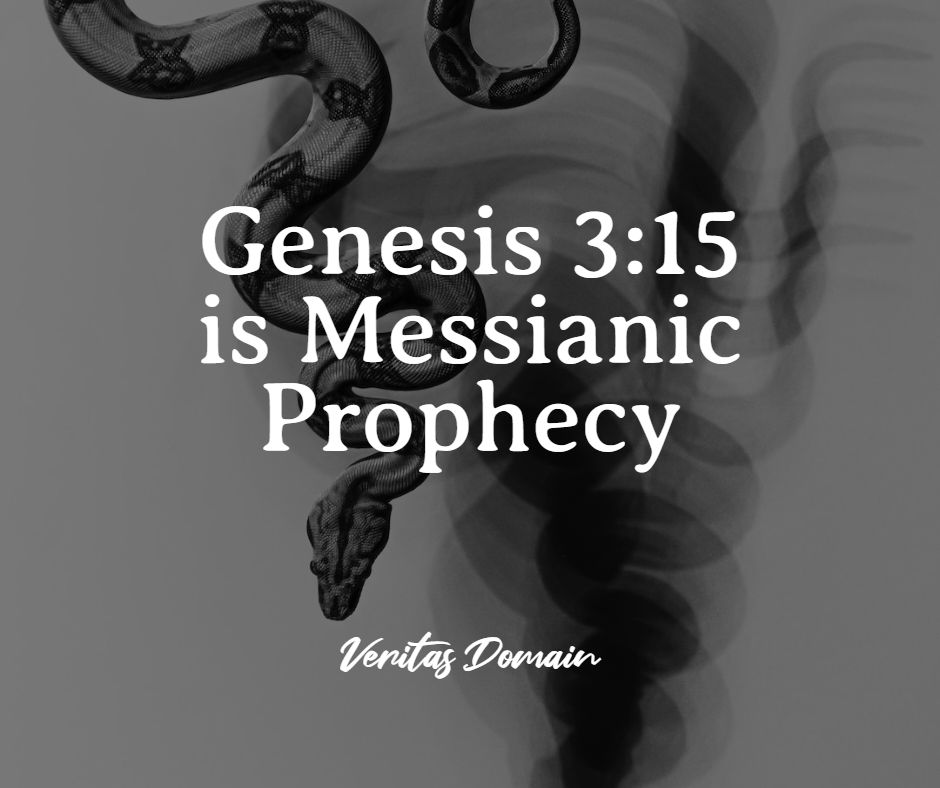 Genesis 3:15
is Messianic
Prophecy
Veritas Domain